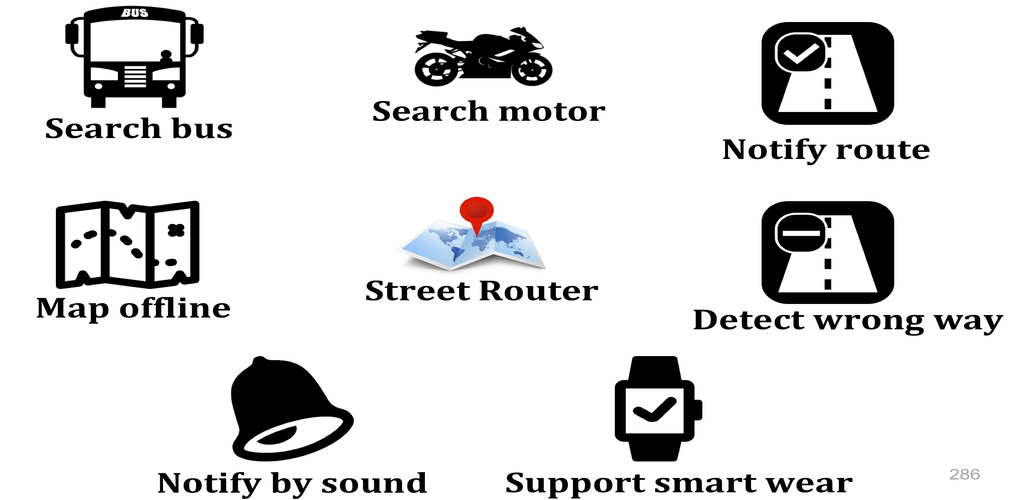 BUS
Search bus
Search motor
Notify route
Map offline
Street Router
Detect wrong way
Notify by sound
Support smart wear
286